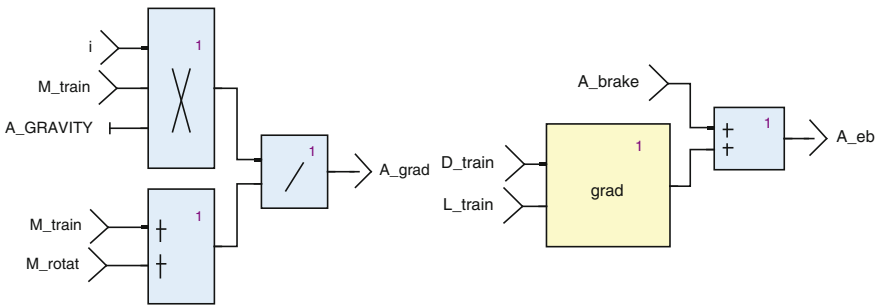 i
M_train
A_GRAVITY
1
M_train
M_rotat
1
1
A_grad
D_train
L_train
1
grad
A_brake
1
A_eb